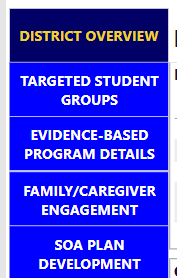 DISTRICT OVERVIEW
TARGETED STUDENT
GROUPS
EVIDENCE-BASED
PROGRAM DETAILS
FAMILY/CAREGIVER
ENGAGEMENT
SOA PLAN
DEVELOPMENT